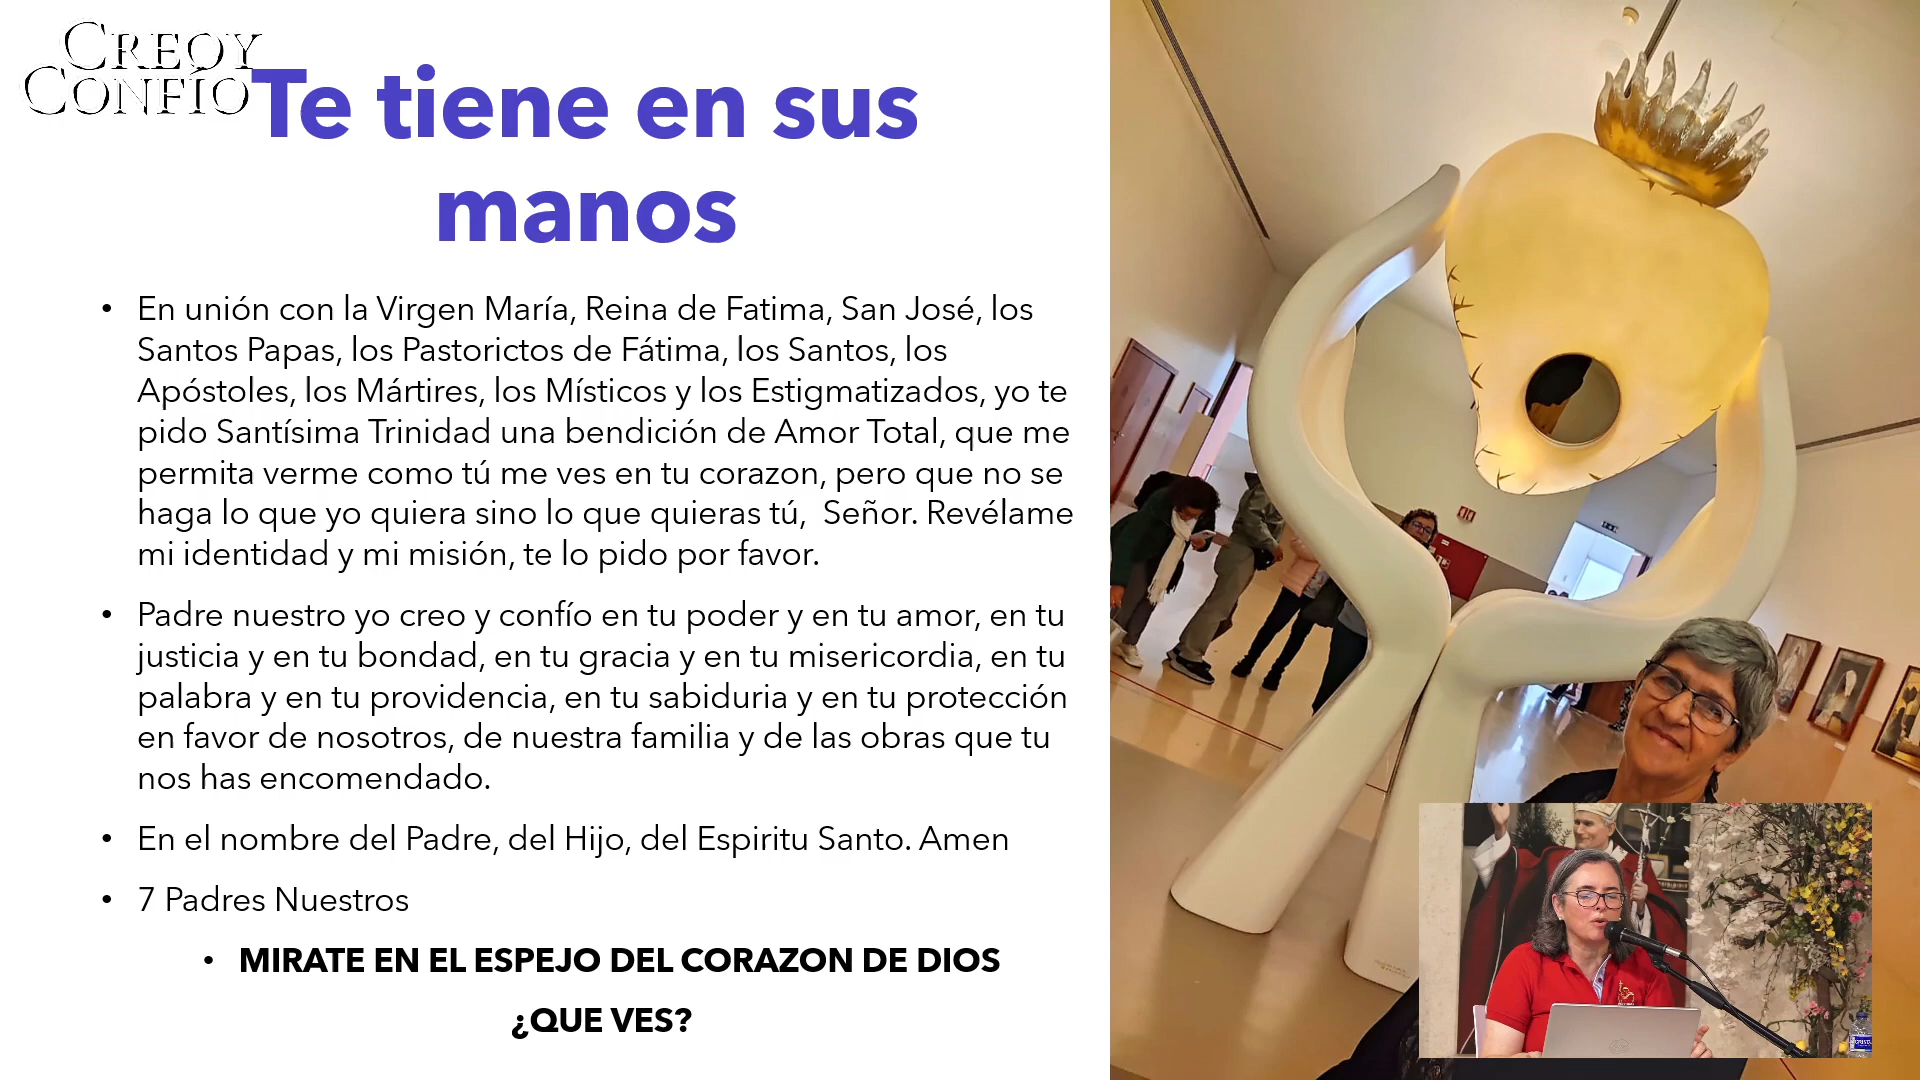 CREO Y
CONFÍO
Te tiene en sus
manos
• En unión con la Virgen María, Reina de Fatima, San José, los
Santos Papas, los Pastorictos de Fátima, los Santos, los
Apóstoles, los Mártires, los Místicos y los Estigmatizados, yo te
pido Santísima Trinidad una bendición de Amor Total, que me
permita verme como tú me ves en tu corazon, pero que no se
haga lo que yo quiera sino lo que quieras tú,  Señor. Revélame
mi identidad y mi misión, te lo pido por favor.
• Padre nuestro yo creo y confío en tu poder y en tu amor, en tu
justicia y en tu bondad, en tu gracia y en tu misericordia, en tu
palabra y en tu providencia, en tu sabiduria y en tu protección
en favor de nosotros, de nuestra familia y de las obras que tu
nos has encomendado.
• En el nombre del Padre, del Hijo, del Espiritu Santo. Amen
• 7 Padres Nuestros
• MIRATE EN EL ESPEJO DEL CORAZON DE DIOS
¿QUE VES?